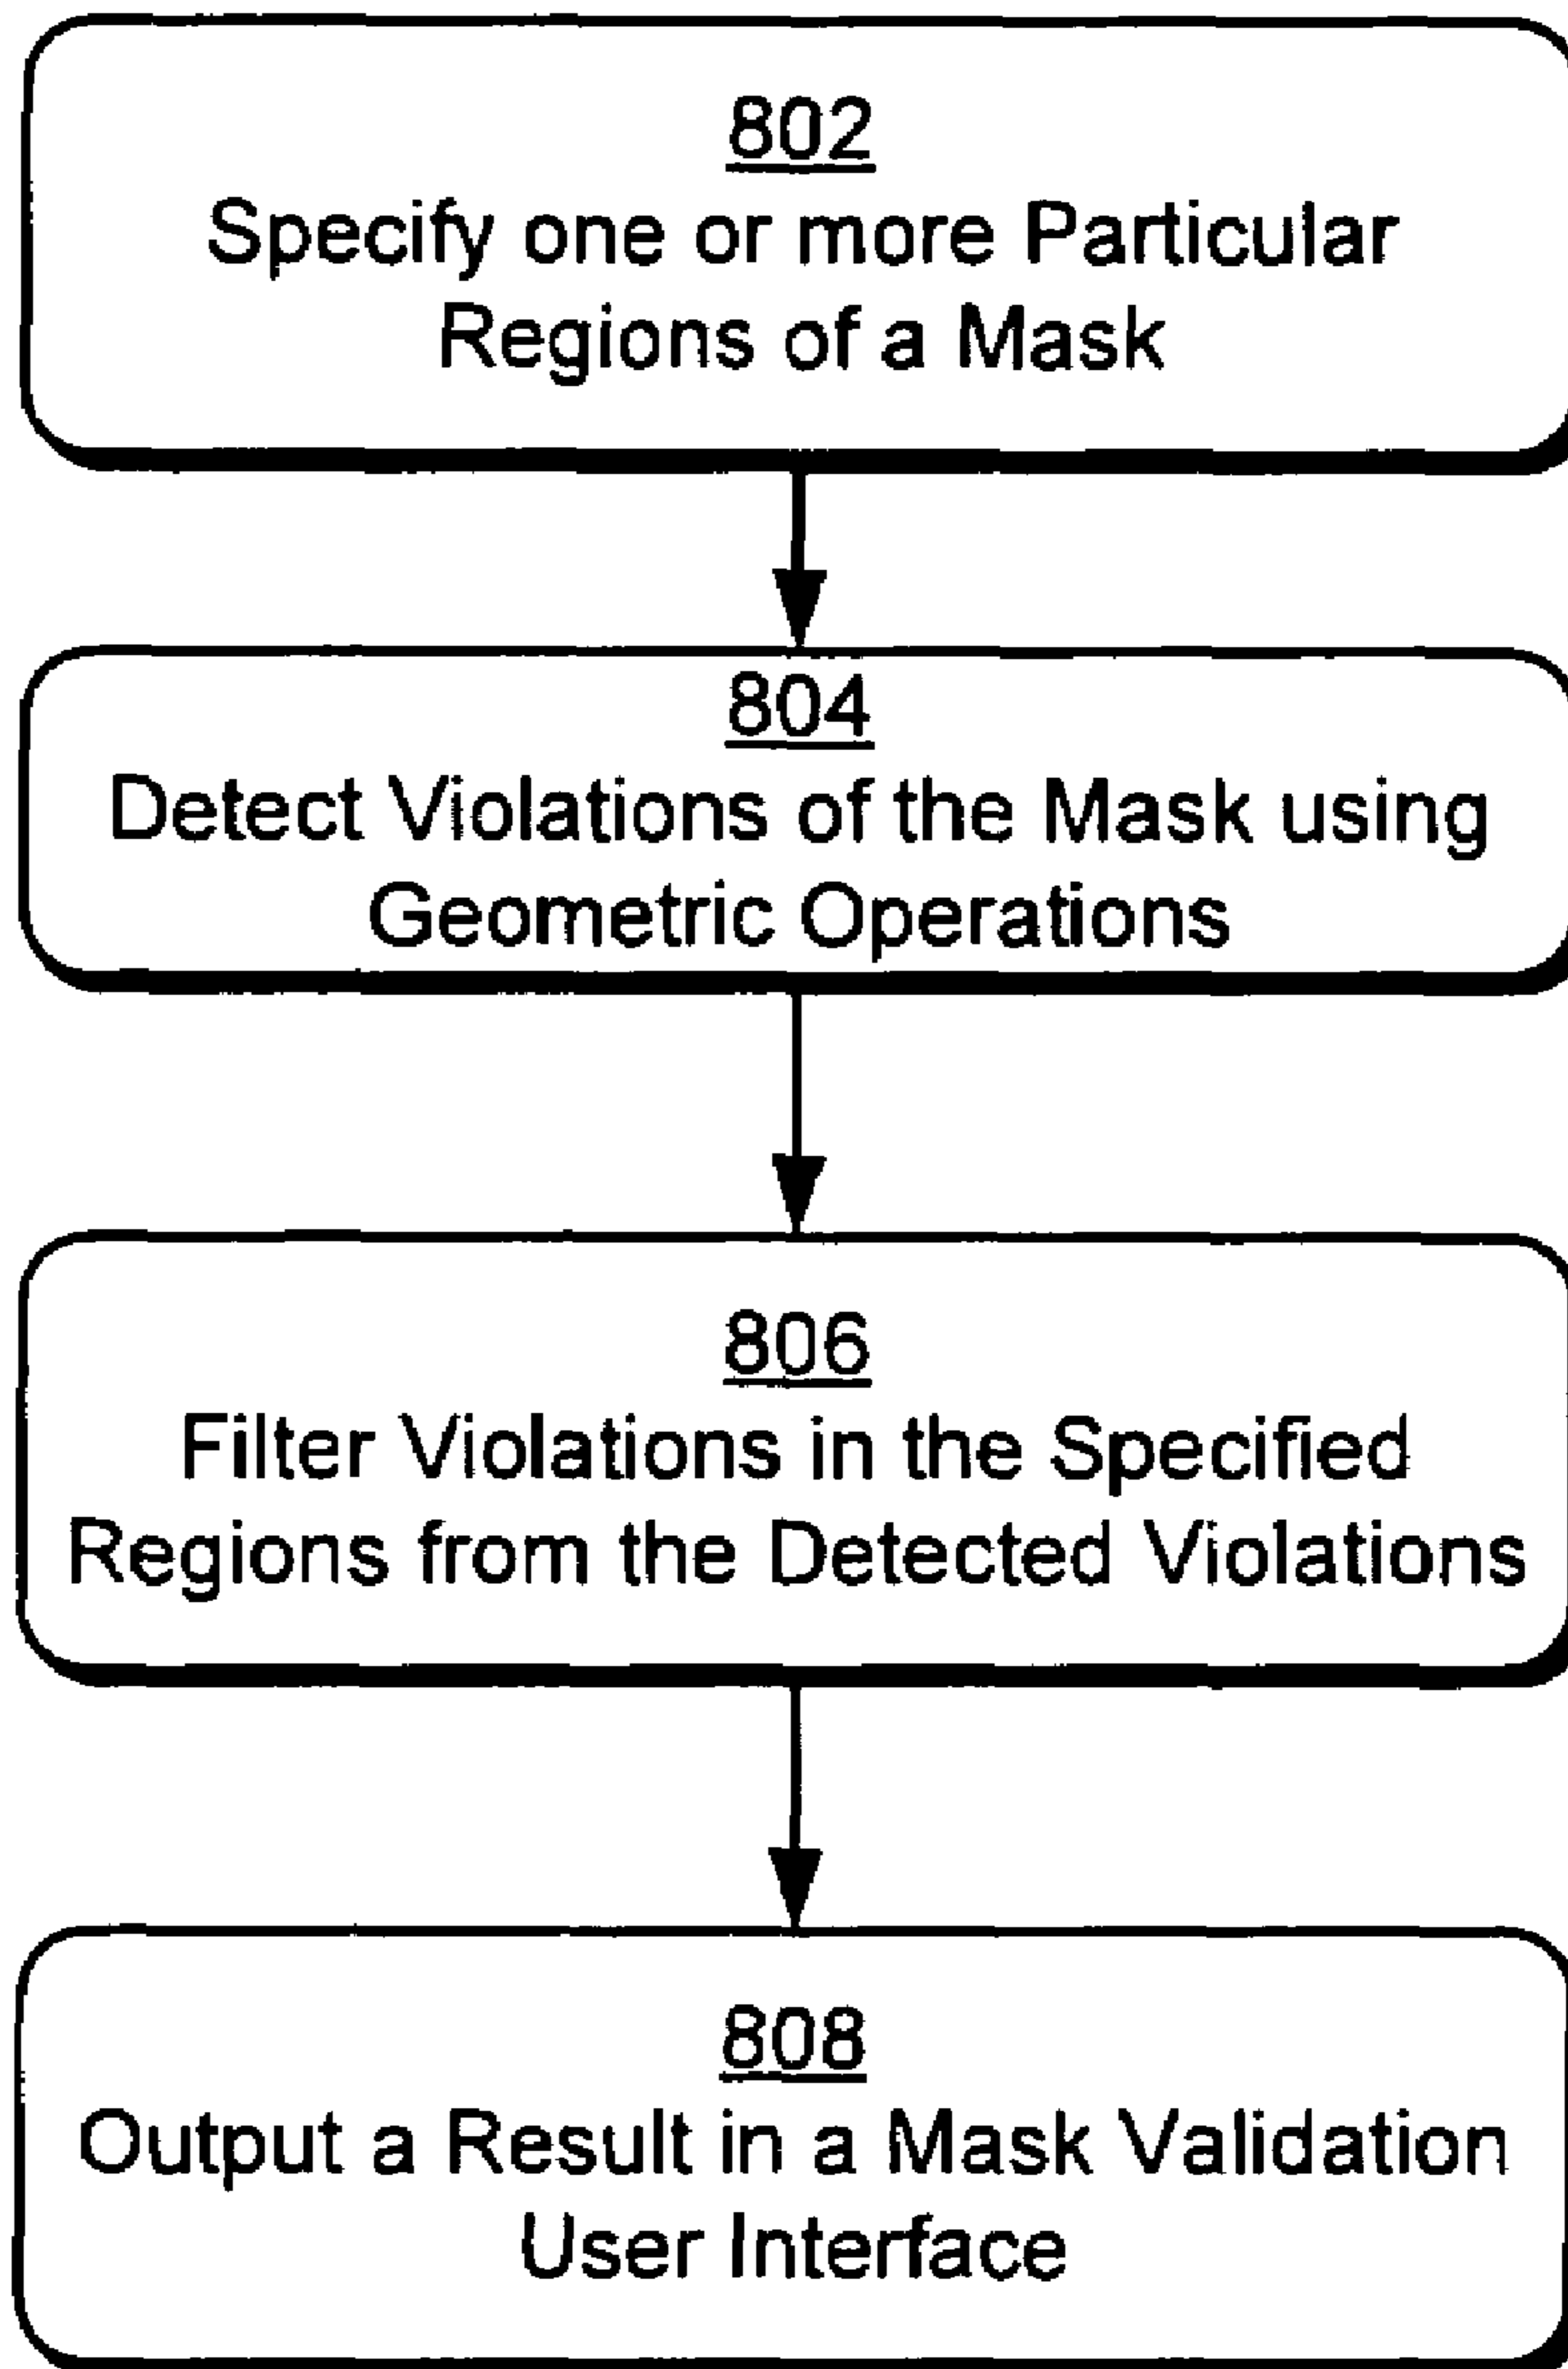 802
Specify one or more Particular
Regions of a Mask
804
Detect Violations of the Mask using
Geometric Operations
806
Filter Violations in the Specified
Regions from the Detected Violations
808
Output a Result in a Mask Validation
User Interface